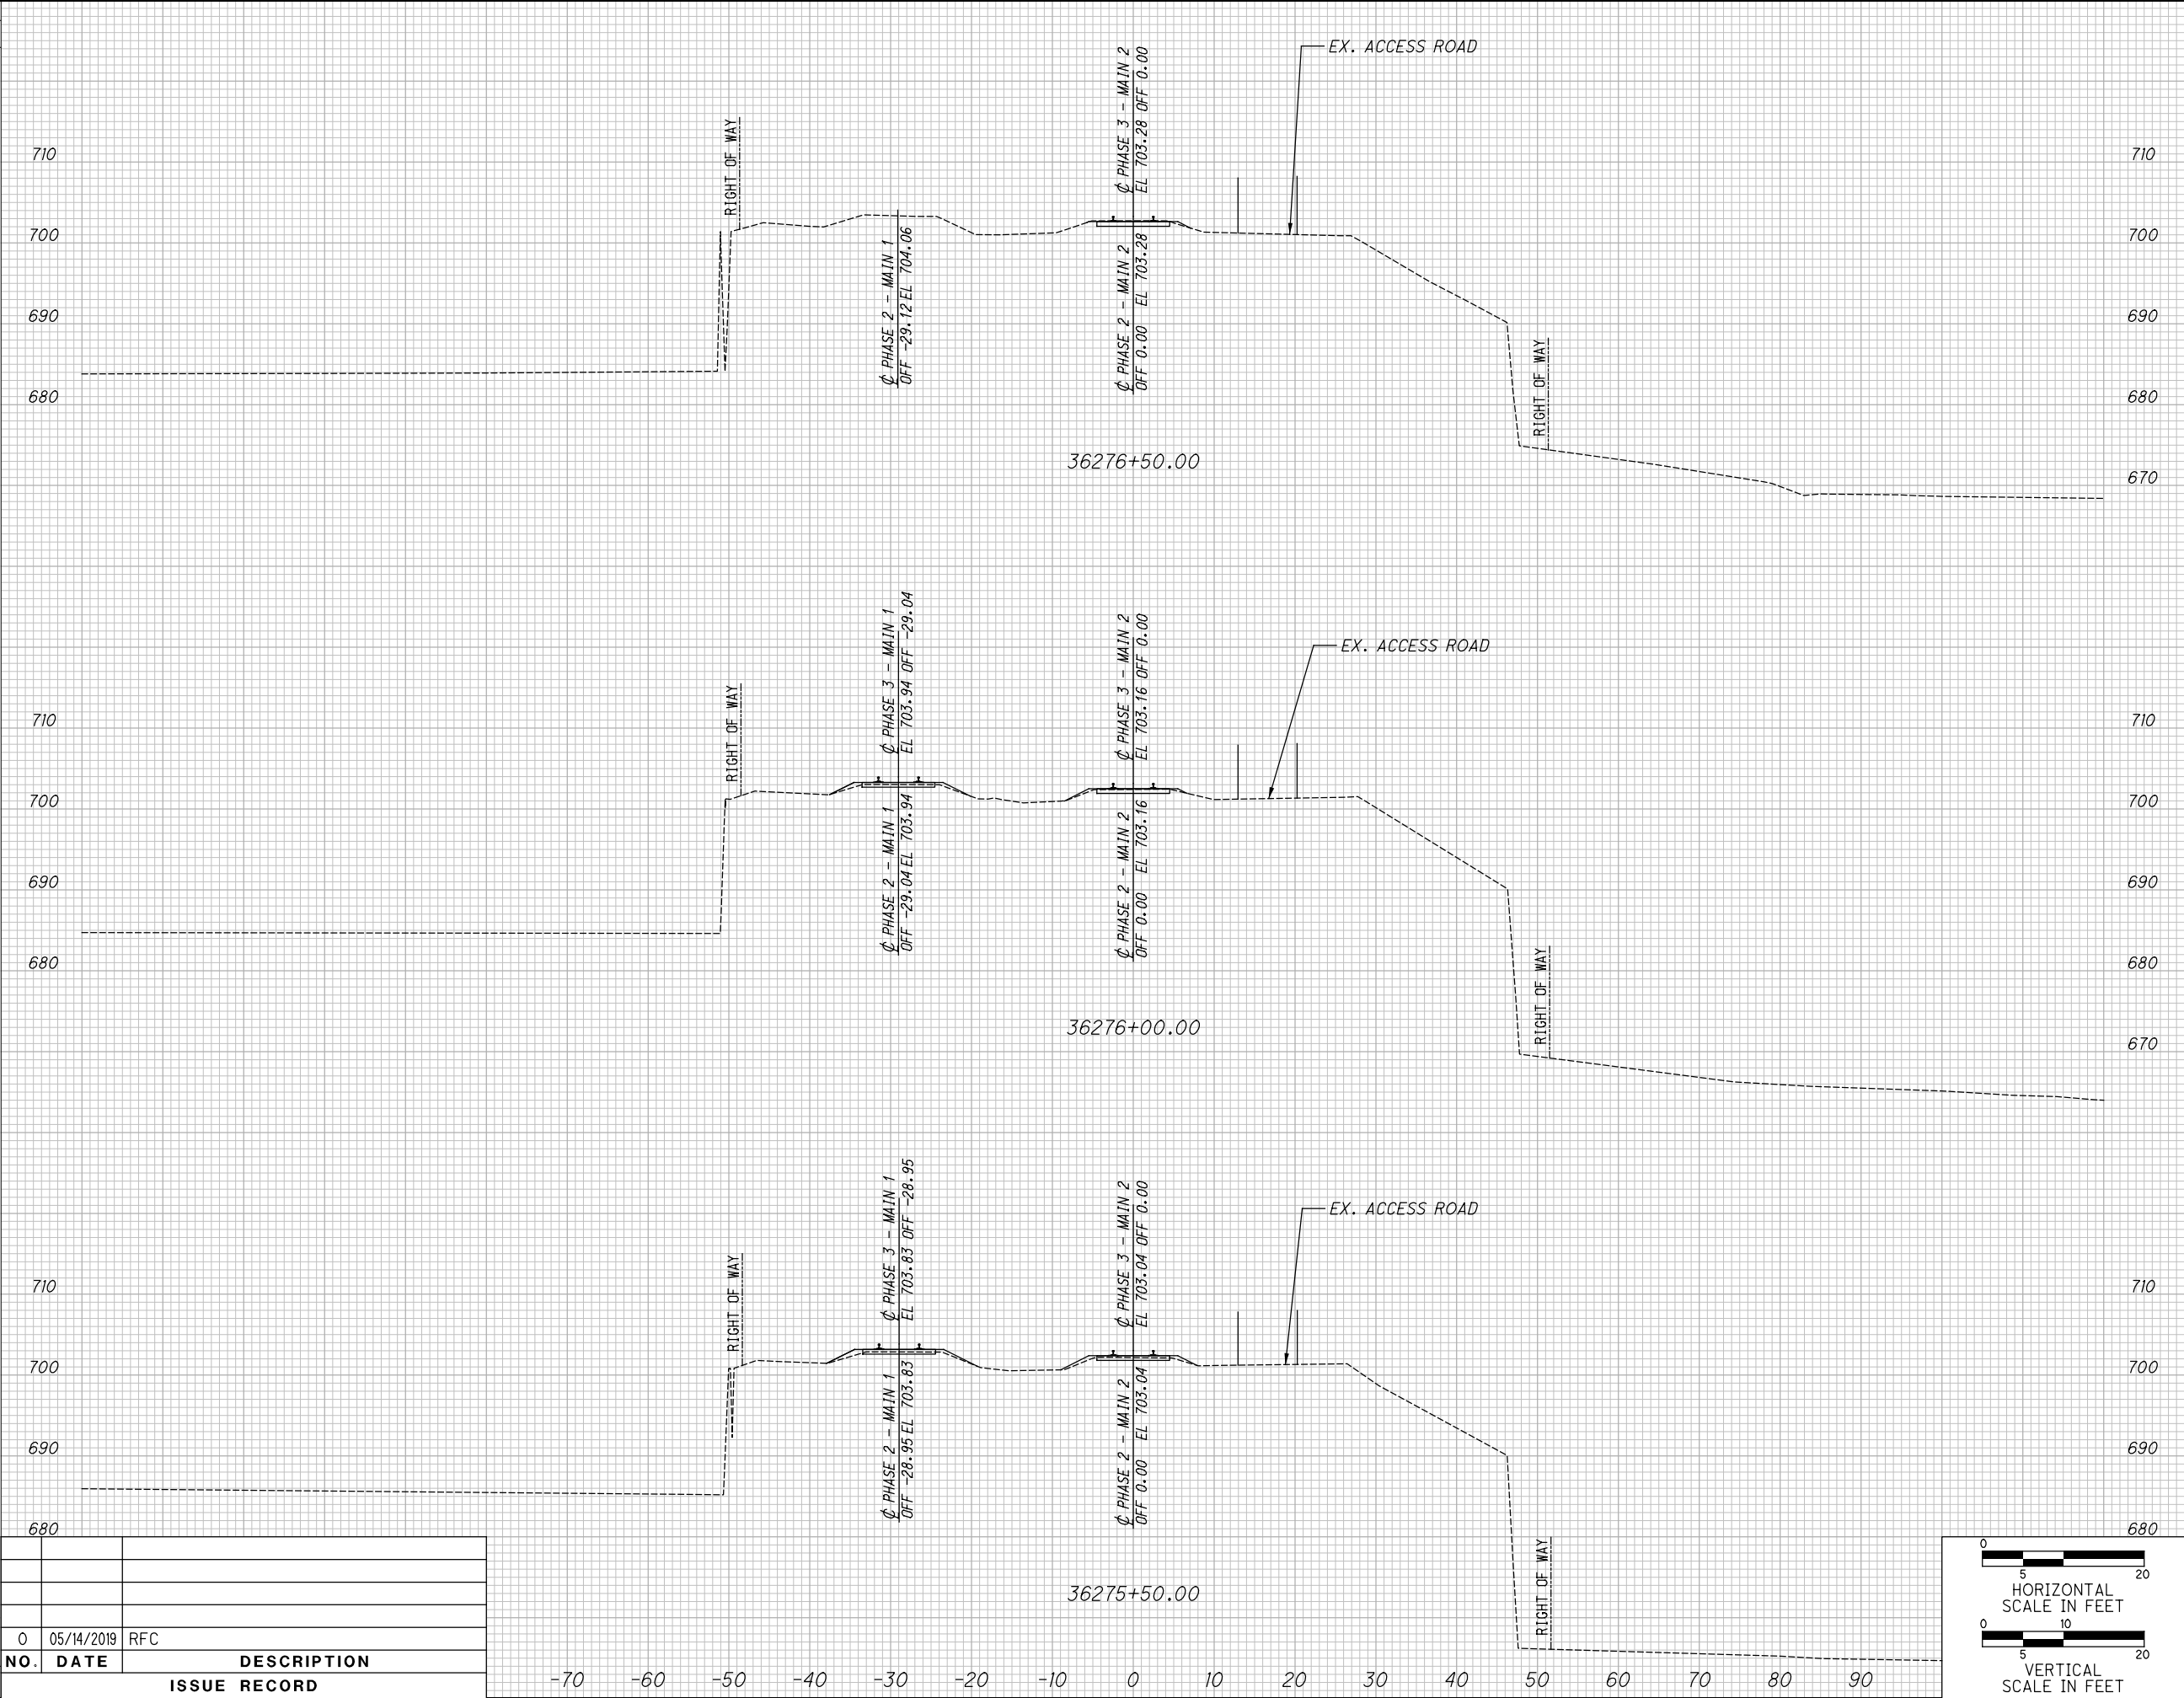 EX. ACCESS ROAD
℄ PHASE 3 - MAIN 2
EL 703.28 OFF 0.00
RIGHT OF WAY
710
710
700
700
℄ PHASE 2 - MAIN 1
OFF -29.12 EL 704.06
℄ PHASE 2 - MAIN 2
OFF 0.00 EL 703.28
690
690
RIGHT OF WAY
680
680
36276+50.00
670
℄ PHASE 3 - MAIN 1
EL 703.94 OFF -29.04
℄ PHASE 3 - MAIN 2
EL 703.16 OFF 0.00
EX. ACCESS ROAD
RIGHT OF WAY
710
710
700
700
℄ PHASE 2 - MAIN 1
OFF -29.04 EL 703.94
℄ PHASE 2 - MAIN 2
OFF 0.00 EL 703.16
690
690
RIGHT OF WAY
680
680
36276+00.00
670
℄ PHASE 3 - MAIN 1
EL 703.83 OFF -28.95
℄ PHASE 3 - MAIN 2
EL 703.04 OFF 0.00
EX. ACCESS ROAD
RIGHT OF WAY
710
710
700
700
℄ PHASE 2 - MAIN 1
OFF -28.95 EL 703.83
℄ PHASE 2 - MAIN 2
OFF 0.00 EL 703.04
690
690
680
680
RIGHT OF WAY
36275+50.00
0 05/14/2019 RFC
NO. DATE DESCRIPTION
ISSUE RECORD
-70 -60 -50 -40 -30 -20 -10 0 10 20 30 40 50 60 70 80 90
0
5 20
HORIZONTAL
SCALE IN FEET
0 10
5 20
VERTICAL
SCALE IN FEET